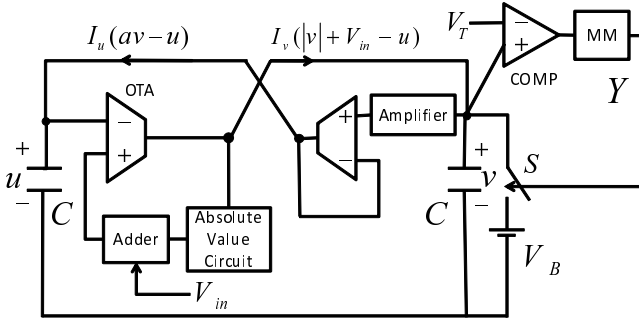 I_u(av−u)
I_v(|v|+V_in−u)
V_T
−
+
COMP
MM
Y
OTA
−
+
+
u
−
C
Adder
Absolute
Value
Circuit
V_in
+
−
Amplifier
+
v
−
C
S
V_B